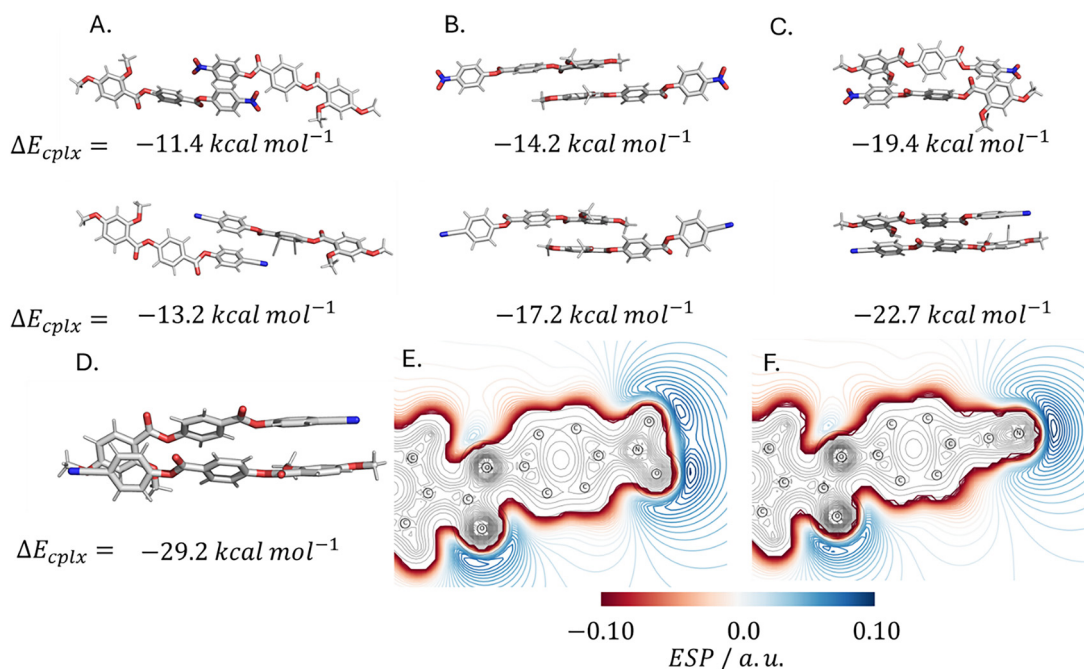 A. B. C.
ΔE_cplx = −11.4 kcal mol⁻¹ −14.2 kcal mol⁻¹ −19.4 kcal mol⁻¹
ΔE_cplx = −13.2 kcal mol⁻¹ −17.2 kcal mol⁻¹ −22.7 kcal mol⁻¹
D. E. F.
ΔE_cplx = −29.2 kcal mol⁻¹
C C C C C C C C C O O N O O
C C C C C C C C C O O N
−0.10 0.0 0.10
ESP / a.u.